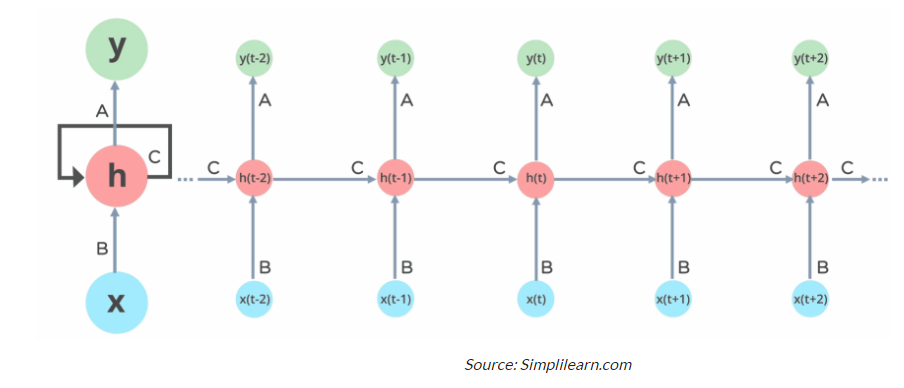 y
y(t-2) y(t-1) y(t) y(t+1) y(t+2)
A A A A A A
h C ... C h(t-2) C h(t-1) C h(t) C h(t+1) C h(t+2) C ...
B B B B B B
x x(t-2) x(t-1) x(t) x(t+1) x(t+2)
Source: Simplilearn.com